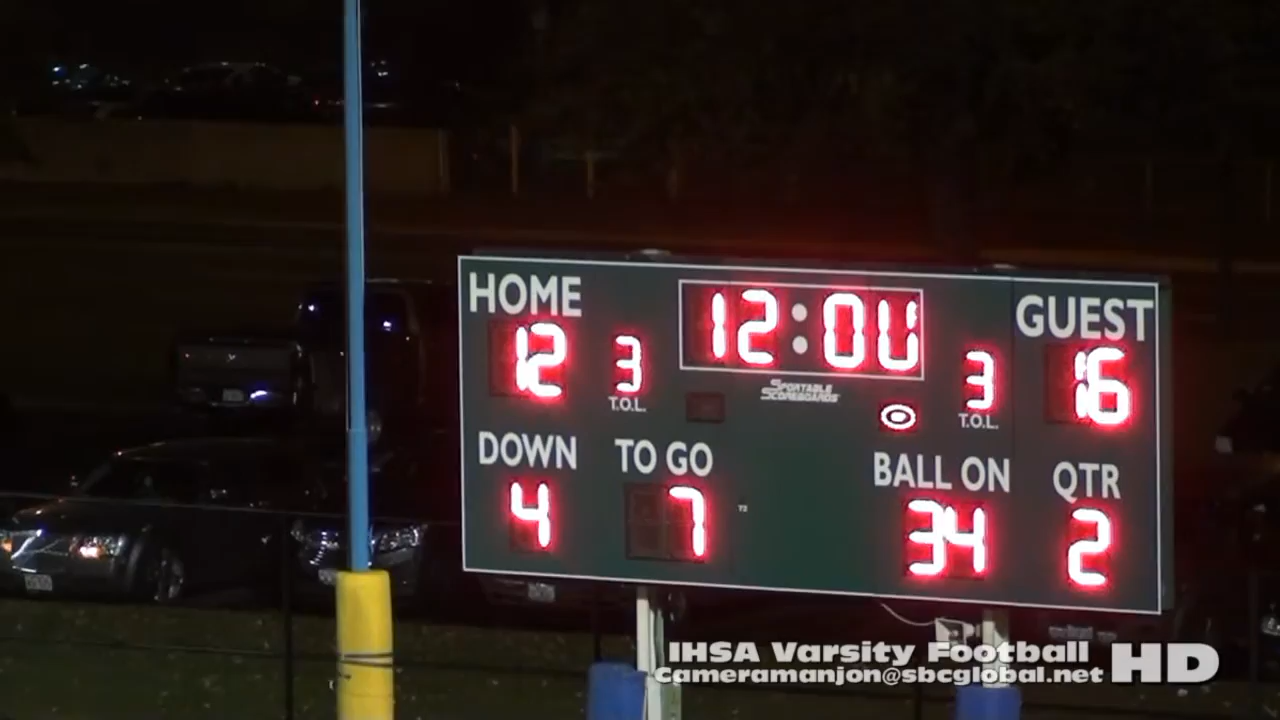 HOME 12:00 GUEST
12 3 3 16
T.O.L. SPORTABLE SCOREBOARDS T.O.L.
DOWN TO GO BALL ON QTR
4 7 34 2
IHSA Varsity Football HD
cameramanjon@sbcglobal.net